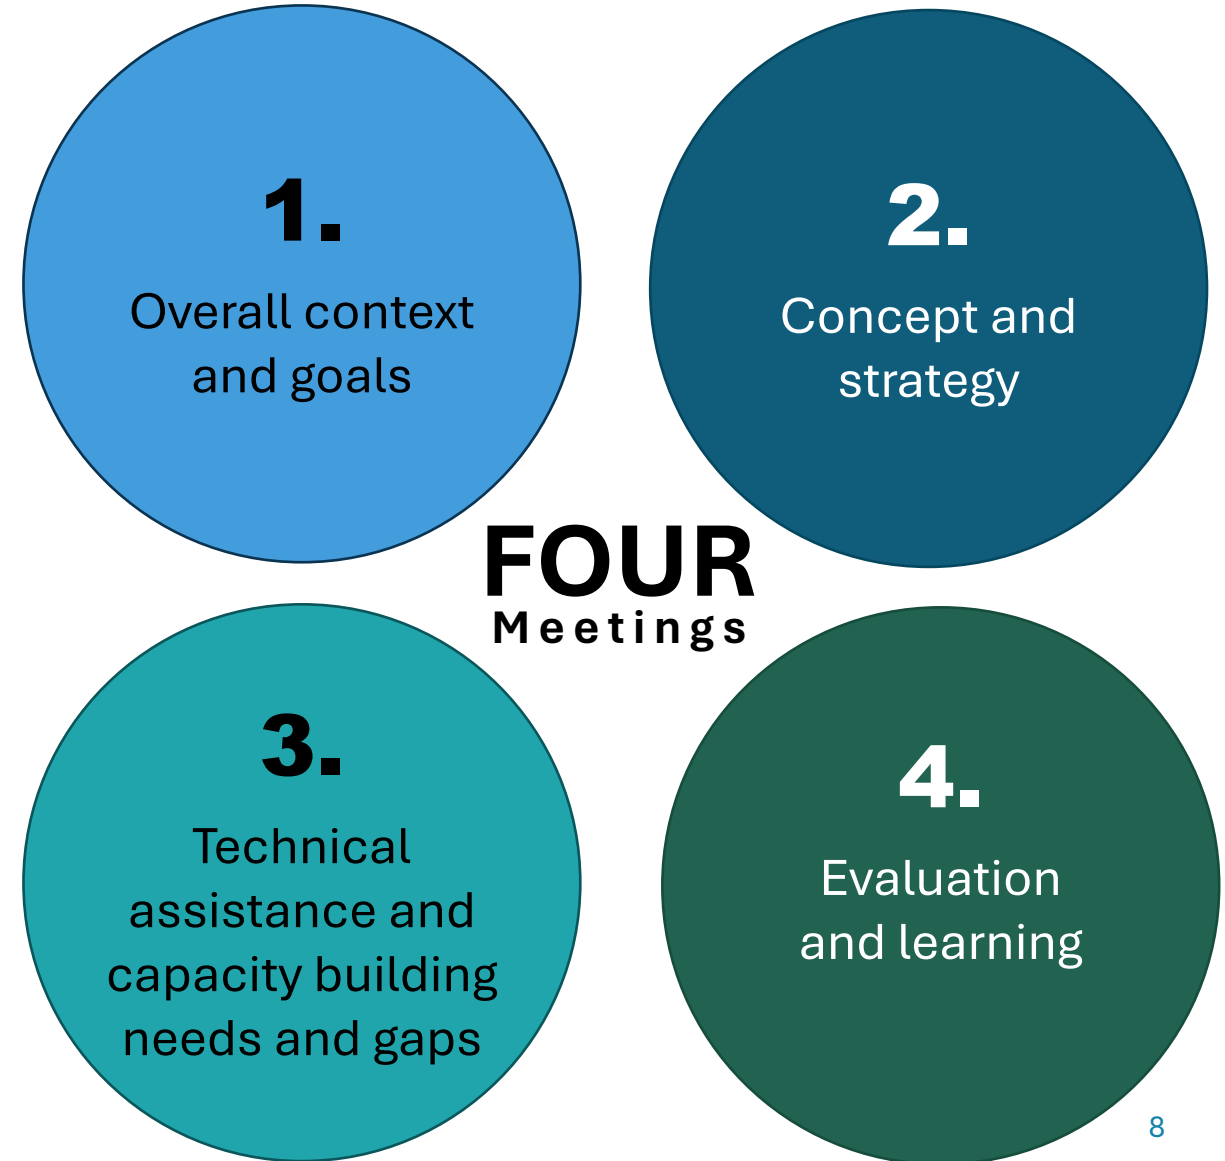 1.
Overall context
and goals
2.
Concept and
strategy
FOUR
Meetings
3.
Technical
assistance and
capacity building
needs and gaps
4.
Evaluation
and learning
8